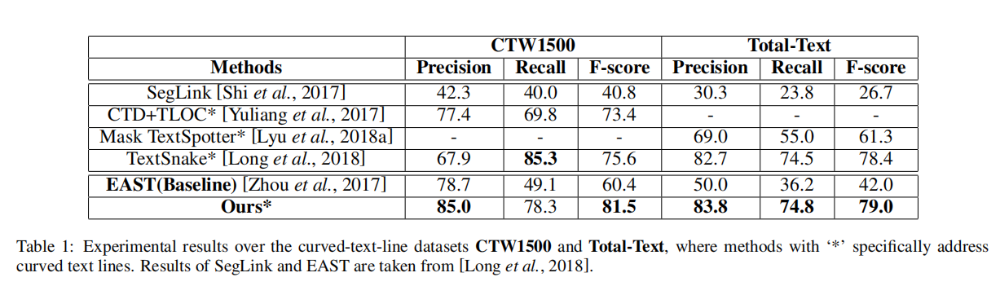 CTW1500 Total-Text
Methods Precision Recall F-score Precision Recall F-score
SegLink [Shi et al., 2017] 42.3 40.0 40.8 30.3 23.8 26.7
CTD+TLOC* [Yuliang et al., 2017] 77.4 69.8 73.4 - - -
Mask TextSpotter* [Lyu et al., 2018a] - - - 69.0 55.0 61.3
TextSnake* [Long et al., 2018] 67.9 85.3 75.6 82.7 74.5 78.4
EAST(Baseline) [Zhou et al., 2017] 78.7 49.1 60.4 50.0 36.2 42.0
Ours* 85.0 78.3 81.5 83.8 74.8 79.0
Table 1: Experimental results over the curved-text-line datasets CTW1500 and Total-Text, where methods with ‘*’ specifically address
curved text lines. Results of SegLink and EAST are taken from [Long et al., 2018].